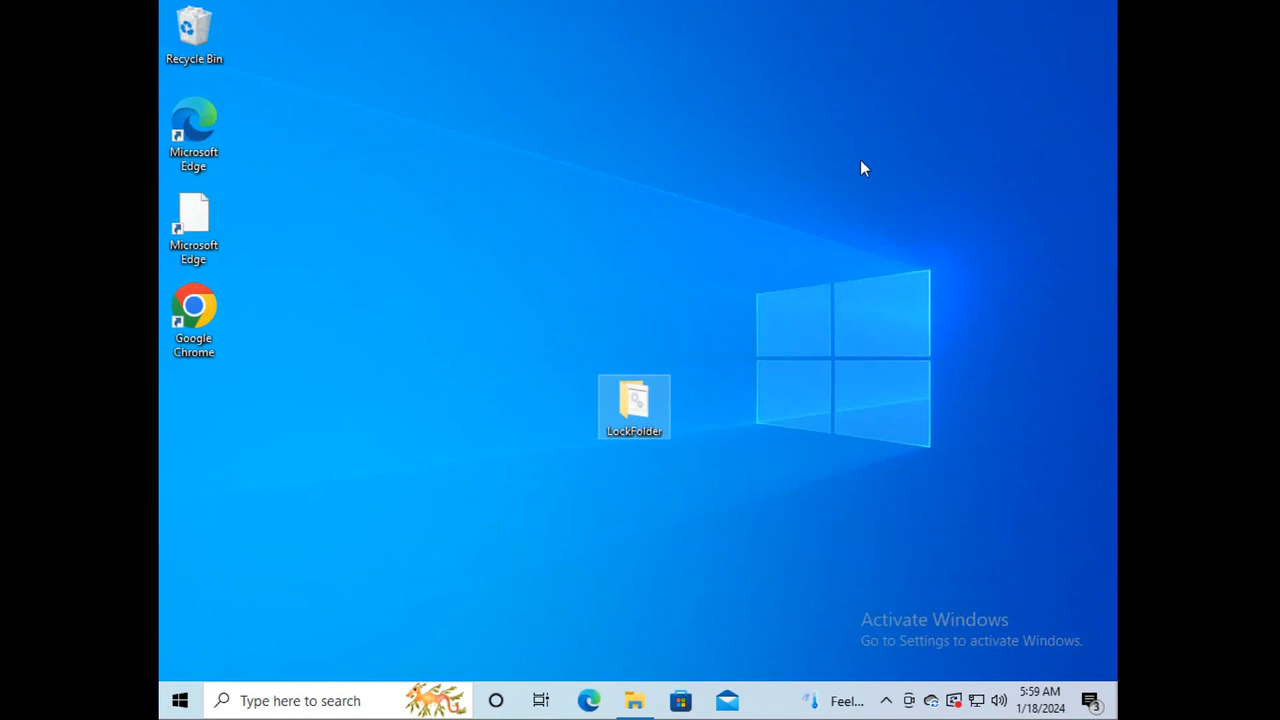 Recycle Bin
Microsoft
Edge
Microsoft
Edge
Google
Chrome
LockFolder
Activate Windows
Go to Settings to activate Windows.
Type here to search
Feel...
5:59 AM
1/18/2024
3